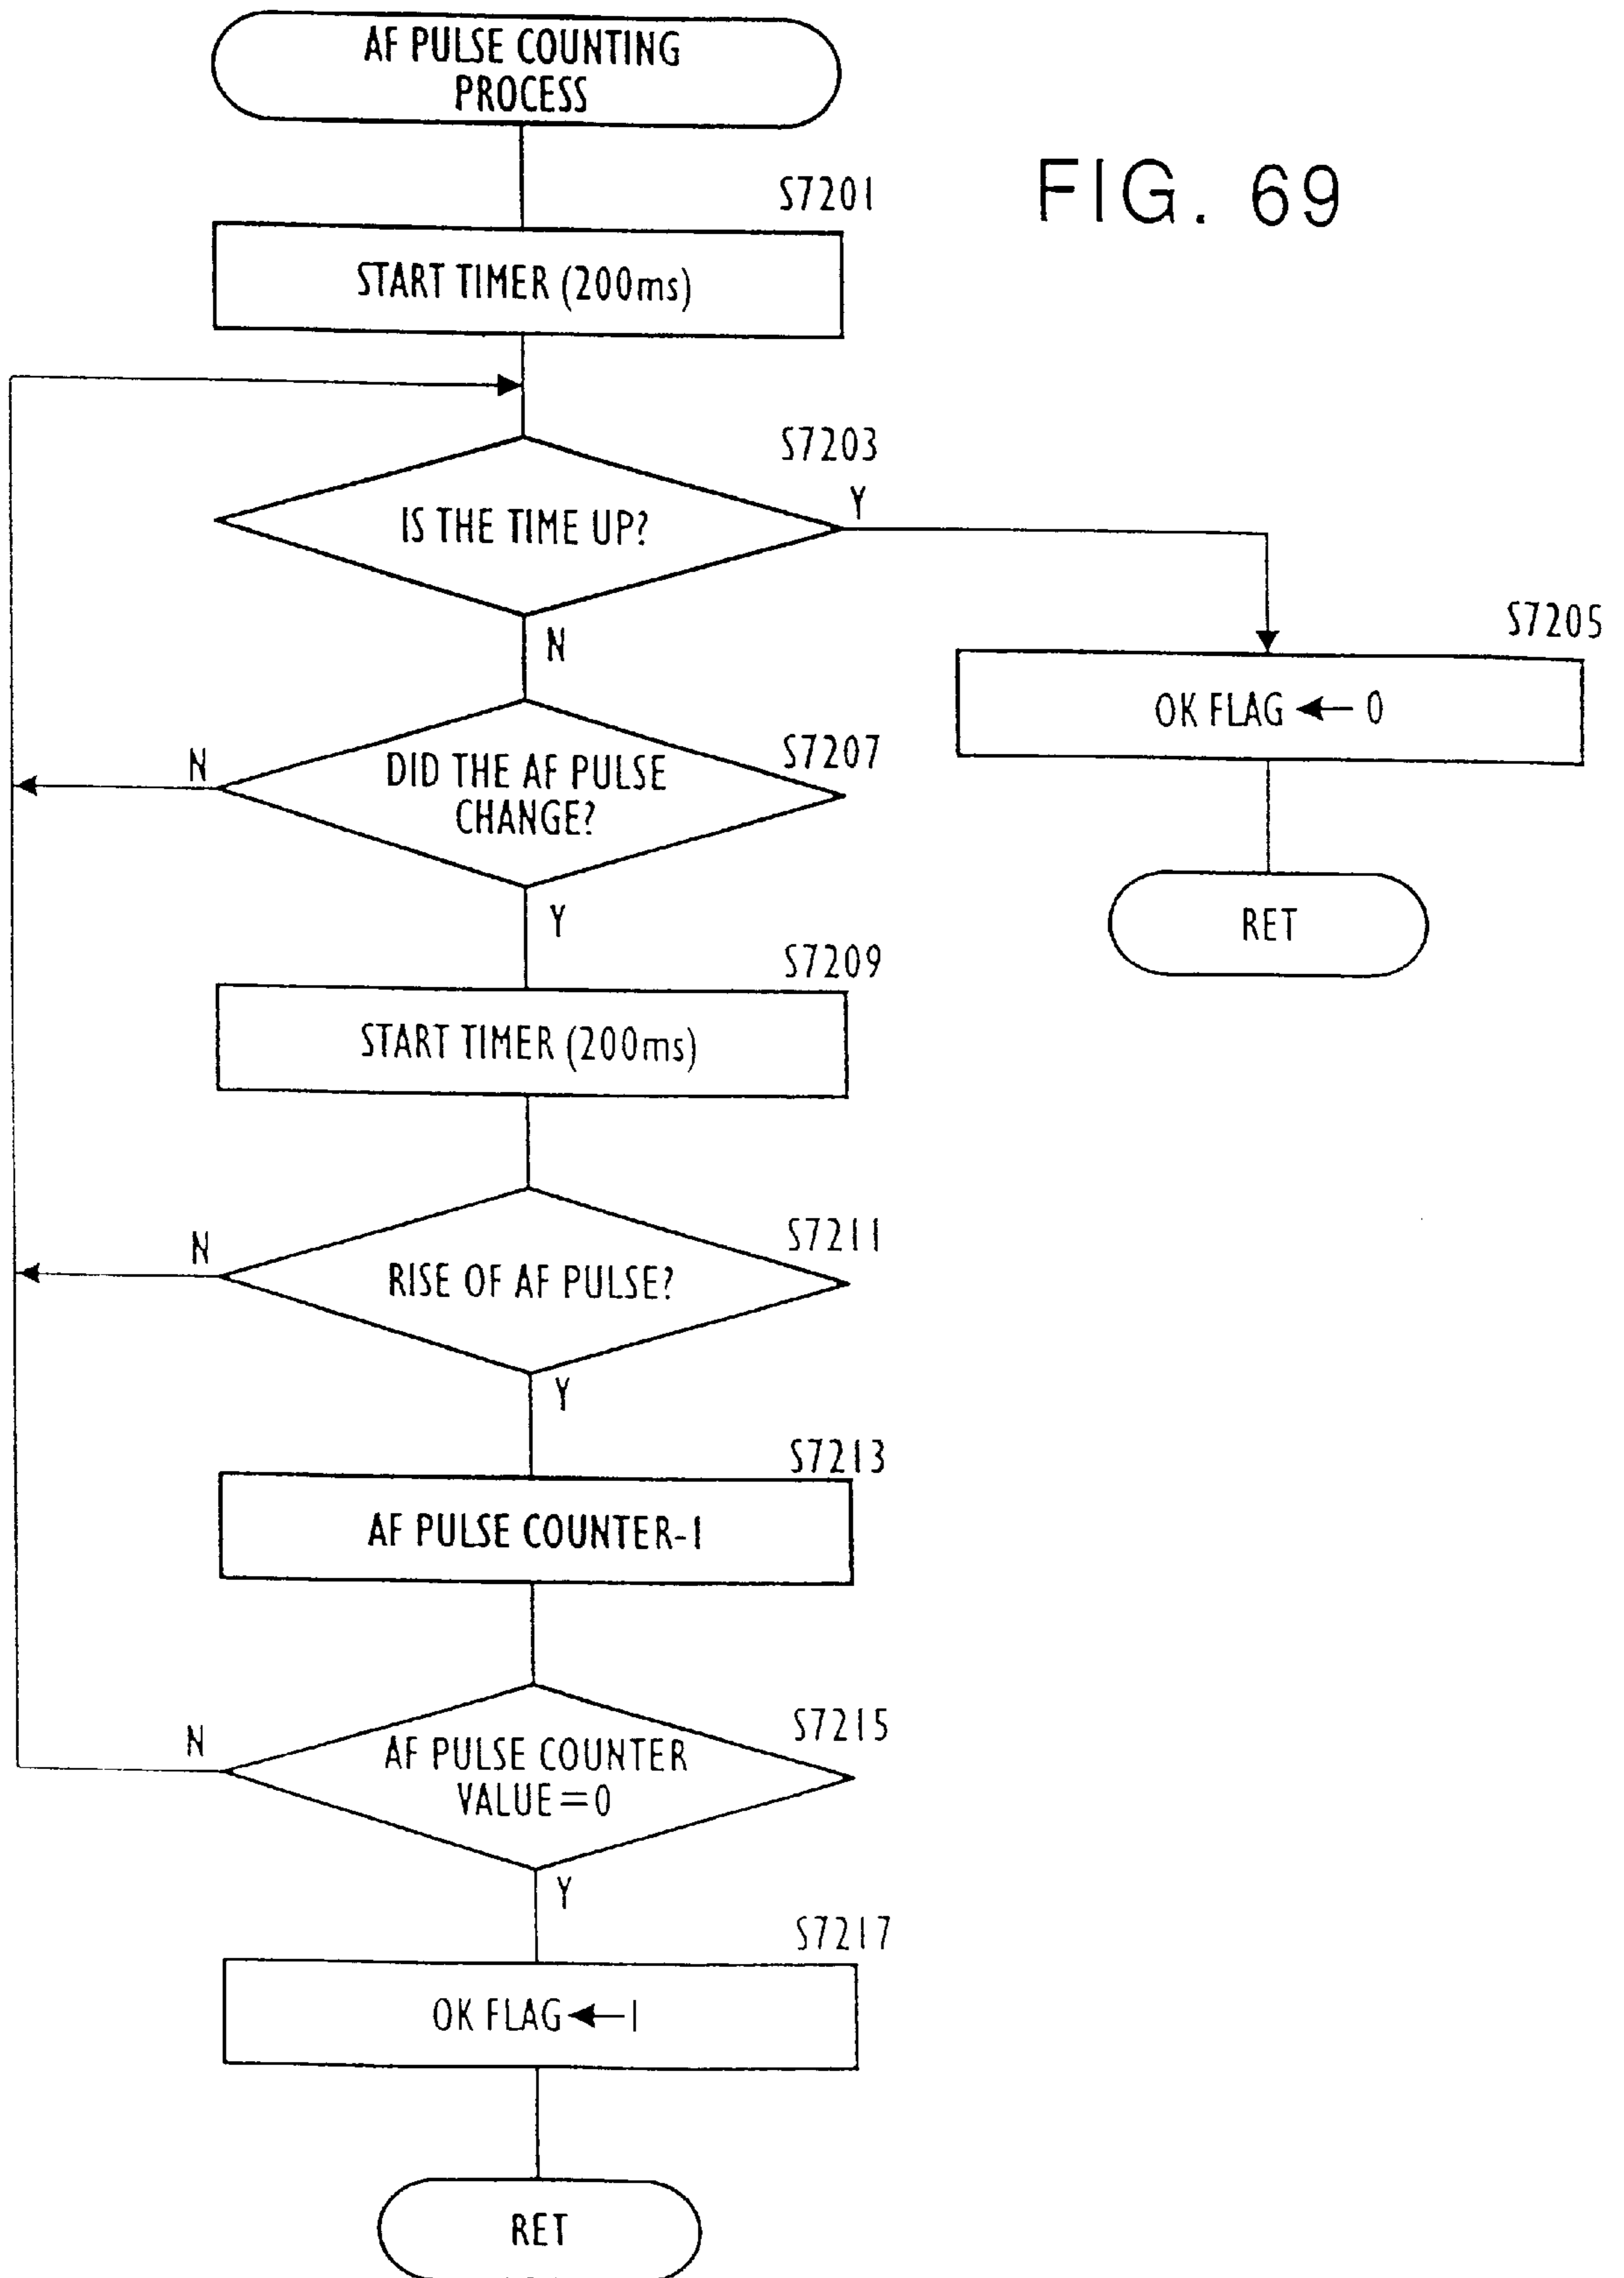 AF PULSE COUNTING
PROCESS
FIG. 69
S7201
START TIMER (200ms)
S7203
IS THE TIME UP?
Y
N
S7205
OK FLAG ← 0
RET
S7207
DID THE AF PULSE
CHANGE?
N
Y
S7209
START TIMER (200ms)
S7211
RISE OF AF PULSE?
N
Y
S7213
AF PULSE COUNTER-1
S7215
AF PULSE COUNTER
VALUE=0
N
Y
S7217
OK FLAG←1
RET